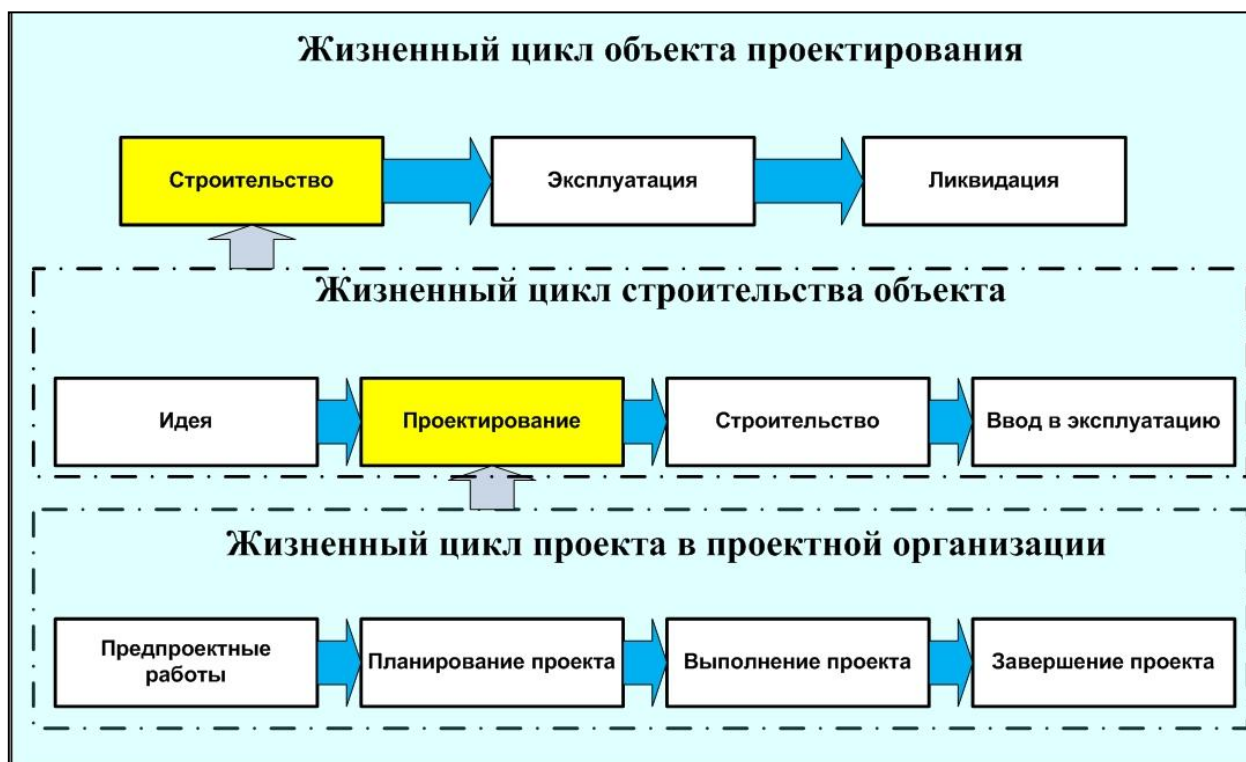 Жизненный цикл объекта проектирования
Строительство
Эксплуатация
Ликвидация
Жизненный цикл строительства объекта
Идея
Проектирование
Строительство
Ввод в эксплуатацию
Жизненный цикл проекта в проектной организации
Предпроектные
работы
Планирование проекта
Выполнение проекта
Завершение проекта